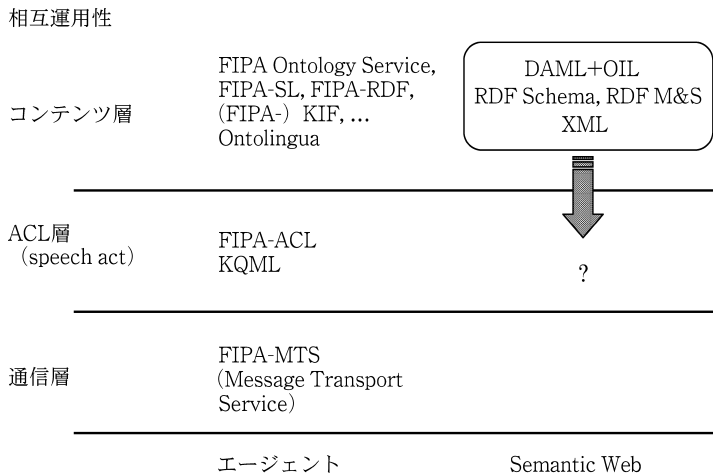 相互運用性
コンテンツ層
FIPA Ontology Service,
FIPA-SL, FIPA-RDF,
(FIPA-) KIF, …
Ontolingua
DAML+OIL
RDF Schema, RDF M&S
XML
ACL層
（speech act）
FIPA-ACL
KQML
?
通信層
FIPA-MTS
(Message Transport
Service)
エージェント
Semantic Web